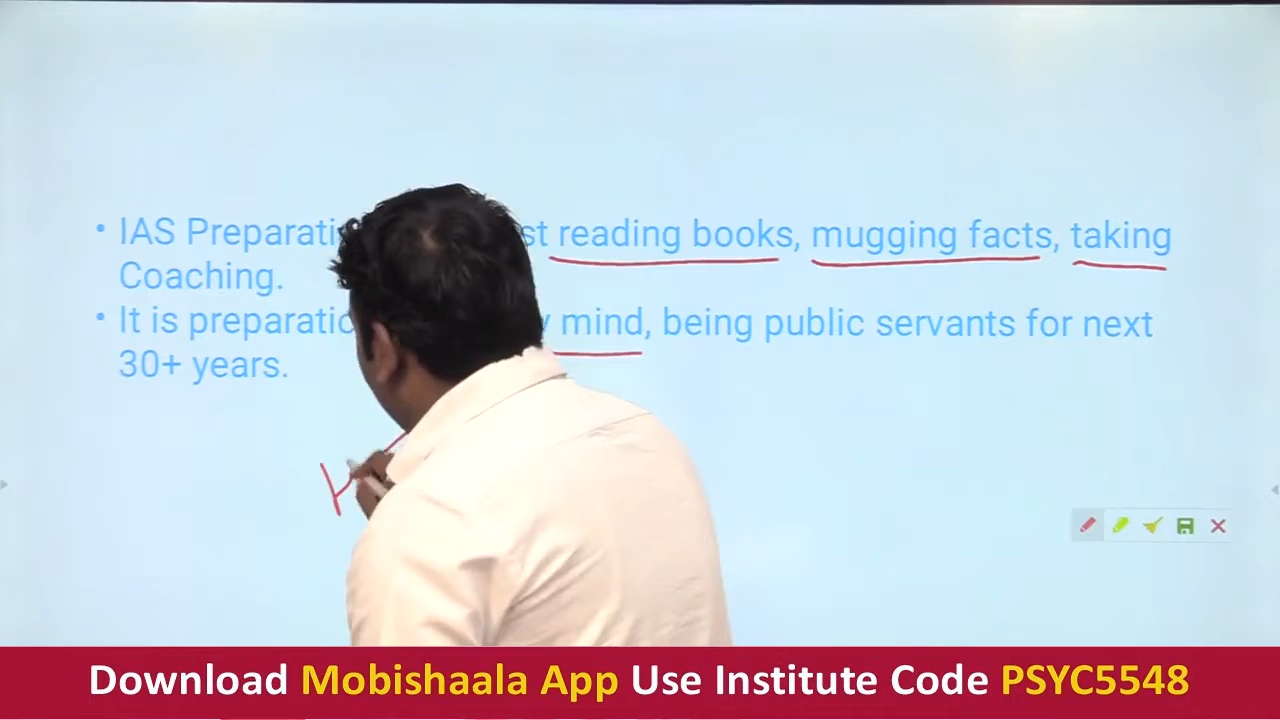 • IAS Preparati st reading books, mugging facts, taking
Coaching.
• It is preparatio mind, being public servants for next
30+ years.
Download Mobishaala App Use Institute Code PSYC5548